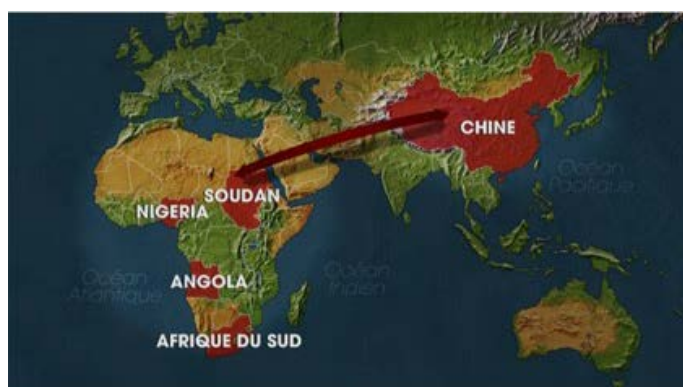 CHINE
Océan
Pacifique
SOUDAN
NIGERIA
Océan
Atlantique
ANGOLA
Océan
Indien
AFRIQUE DU SUD